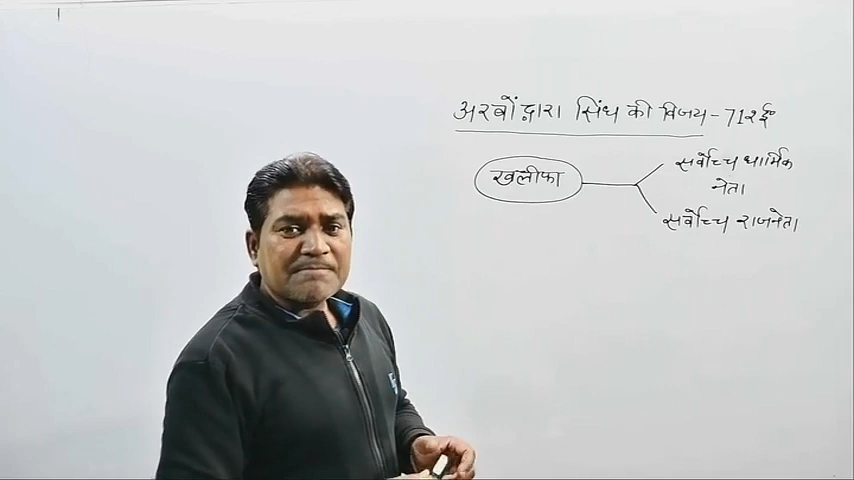 अरबों द्वारा सिंध की विजय - 712 ई०
खलीफा
सर्वोच्च धार्मिक
नेता
सर्वोच्च राजनेता